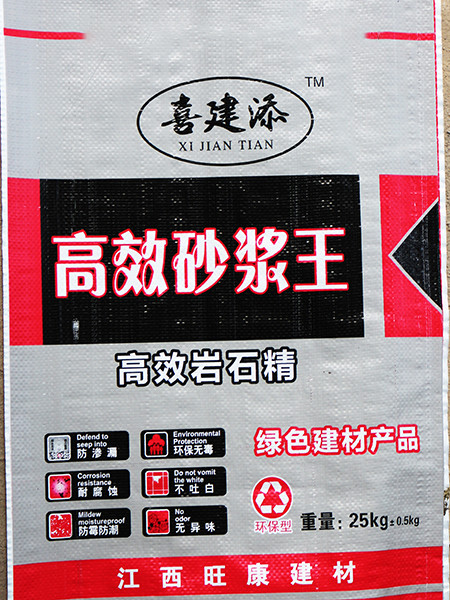 TM
喜建添
XI JIAN TIAN
高效砂浆王
高效岩石精
Defend to
seep into
防渗漏
Environmental
Protection
环保无毒
Corrosion
resistance
耐腐蚀
Do not vomit
the white
不吐白
Mildew
moistureproof
防霉防潮
No
odor
无异味
绿色建材产品
环保型
重量：25kg±0.5kg
江西旺康建材